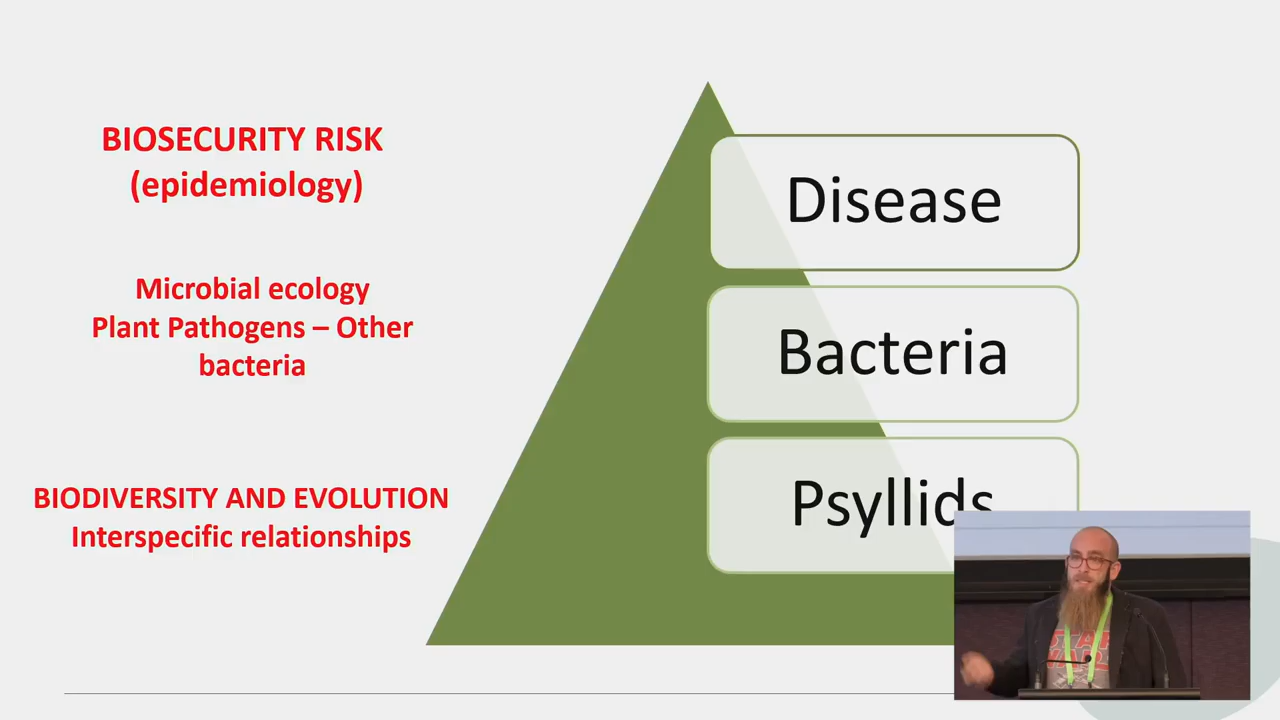 BIOSECURITY RISK
(epidemiology)
Disease
Microbial ecology
Plant Pathogens – Other
bacteria
Bacteria
BIODIVERSITY AND EVOLUTION
Interspecific relationships
Psyllids